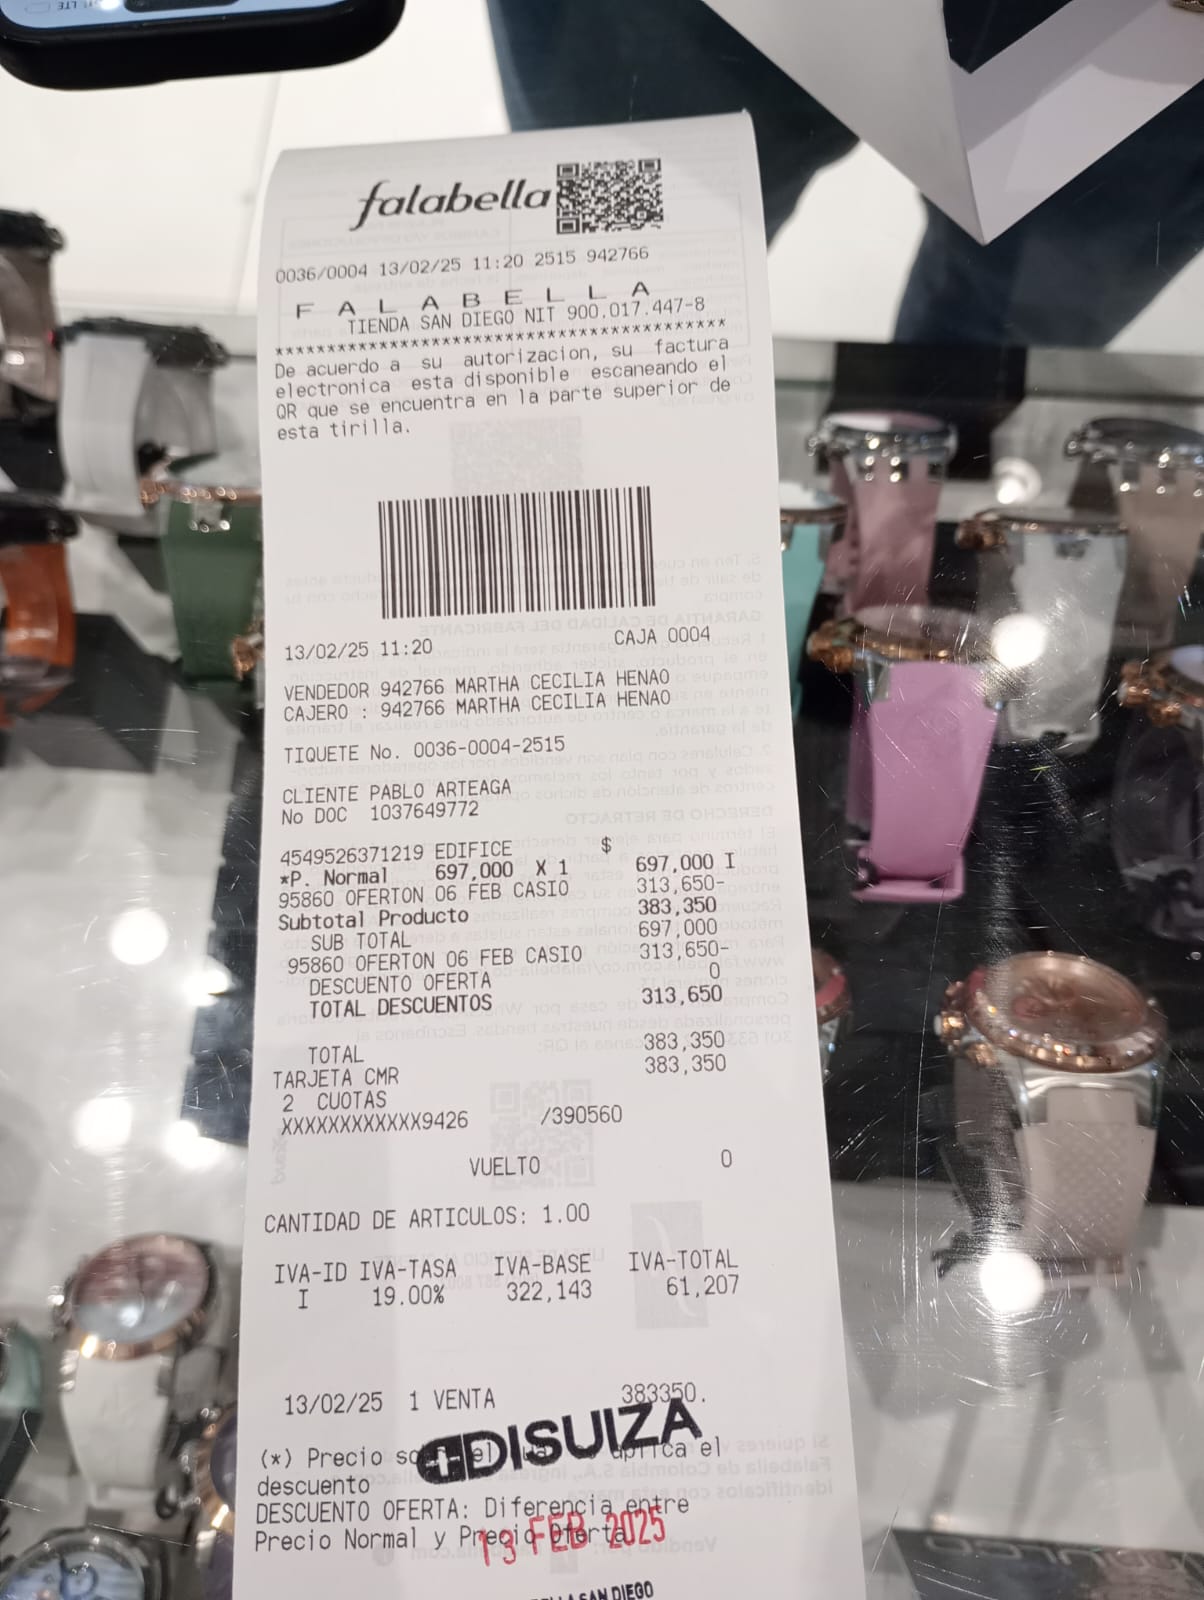 falabella
0036/0004 13/02/25 11:20 2515 942766
F A L A B E L L A
TIENDA SAN DIEGO NIT 900.017.447-8
******************************************
De acuerdo a su autorizacion, su factura
electronica esta disponible escaneando el
QR que se encuentra en la parte superior de
esta tirilla.
13/02/25 11:20 CAJA 0004
VENDEDOR 942766 MARTHA CECILIA HENAO
CAJERO : 942766 MARTHA CECILIA HENAO
TIQUETE No. 0036-0004-2515
CLIENTE PABLO ARTEAGA
No DOC 1037649772
4549526371219 EDIFICE $
*P. Normal 697,000 X 1 697,000 I
95860 OFERTON 06 FEB CASIO 313,650-
Subtotal Producto 383,350
SUB TOTAL 697,000
95860 OFERTON 06 FEB CASIO 313,650-
DESCUENTO OFERTA 0
TOTAL DESCUENTOS 313,650
TOTAL 383,350
TARJETA CMR 383,350
2 CUOTAS
XXXXXXXXXXXX9426 /390560
VUELTO 0
CANTIDAD DE ARTICULOS: 1.00
IVA-ID IVA-TASA IVA-BASE IVA-TOTAL
I 19.00% 322,143 61,207
13/02/25 1 VENTA 383350.
DISUIZA
(*) Precio el
descuento
DESCUENTO OFERTA: Diferencia entre
Precio Normal y Precio Oferta
13 FEB 2025
SAN DIEGO